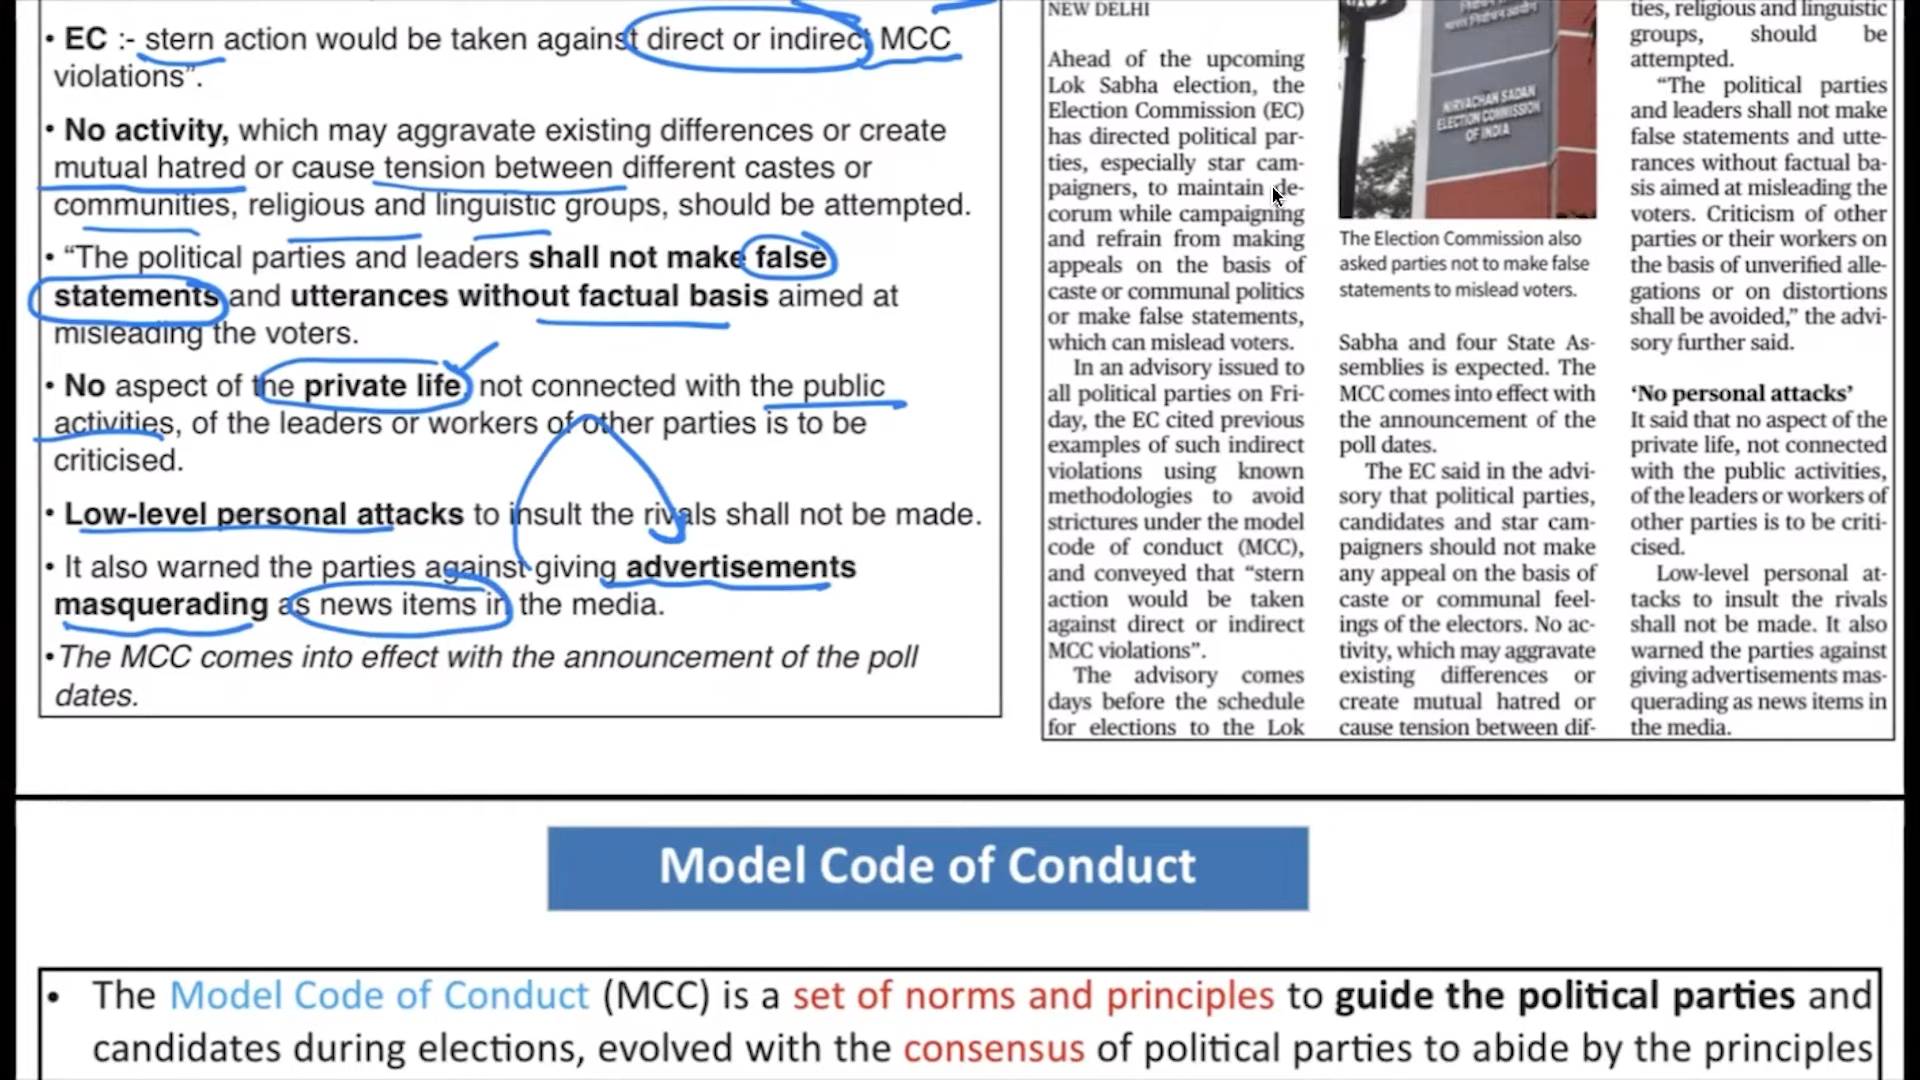 • EC :- stern action would be taken against direct or indirect MCC
violations”.
• No activity, which may aggravate existing differences or create
mutual hatred or cause tension between different castes or
communities, religious and linguistic groups, should be attempted.
• “The political parties and leaders shall not make false
statements and utterances without factual basis aimed at
misleading the voters.
• No aspect of the private life, not connected with the public
activities, of the leaders or workers of other parties is to be
criticised.
• Low-level personal attacks to insult the rivals shall not be made.
• It also warned the parties against giving advertisements
masquerading as news items in the media.
• The MCC comes into effect with the announcement of the poll
dates.
NEW DELHI
Ahead of the upcoming
Lok Sabha election, the
Election Commission (EC)
has directed political par-
ties, especially star cam-
paigners, to maintain de-
corum while campaigning
and refrain from making
appeals on the basis of
caste or communal politics
or make false statements,
which can mislead voters.
In an advisory issued to
all political parties on Fri-
day, the EC cited previous
examples of such indirect
violations using known
methodologies to avoid
strictures under the model
code of conduct (MCC),
and conveyed that “stern
action would be taken
against direct or indirect
MCC violations”.
The advisory comes
days before the schedule
for elections to the Lok
भारत निर्वाचन आयोग
NIRVACHAN SADAN
ELECTION COMMISSION
OF INDIA
The Election Commission also
asked parties not to make false
statements to mislead voters.
Sabha and four State As-
semblies is expected. The
MCC comes into effect with
the announcement of the
poll dates.
The EC said in the advi-
sory that political parties,
candidates and star cam-
paigners should not make
any appeal on the basis of
caste or communal feel-
ings of the electors. No ac-
tivity, which may aggravate
existing differences or
create mutual hatred or
cause tension between dif-
ties, religious and linguistic
groups, should be
attempted.
“The political parties
and leaders shall not make
false statements and utte-
rances without factual ba-
sis aimed at misleading the
voters. Criticism of other
parties or their workers on
the basis of unverified alle-
gations or on distortions
shall be avoided,” the advi-
sory further said.
‘No personal attacks’
It said that no aspect of the
private life, not connected
with the public activities,
of the leaders or workers of
other parties is to be criti-
cised.
Low-level personal at-
tacks to insult the rivals
shall not be made. It also
warned the parties against
giving advertisements mas-
querading as news items in
the media.
Model Code of Conduct
• The Model Code of Conduct (MCC) is a set of norms and principles to guide the political parties and
candidates during elections, evolved with the consensus of political parties to abide by the principles